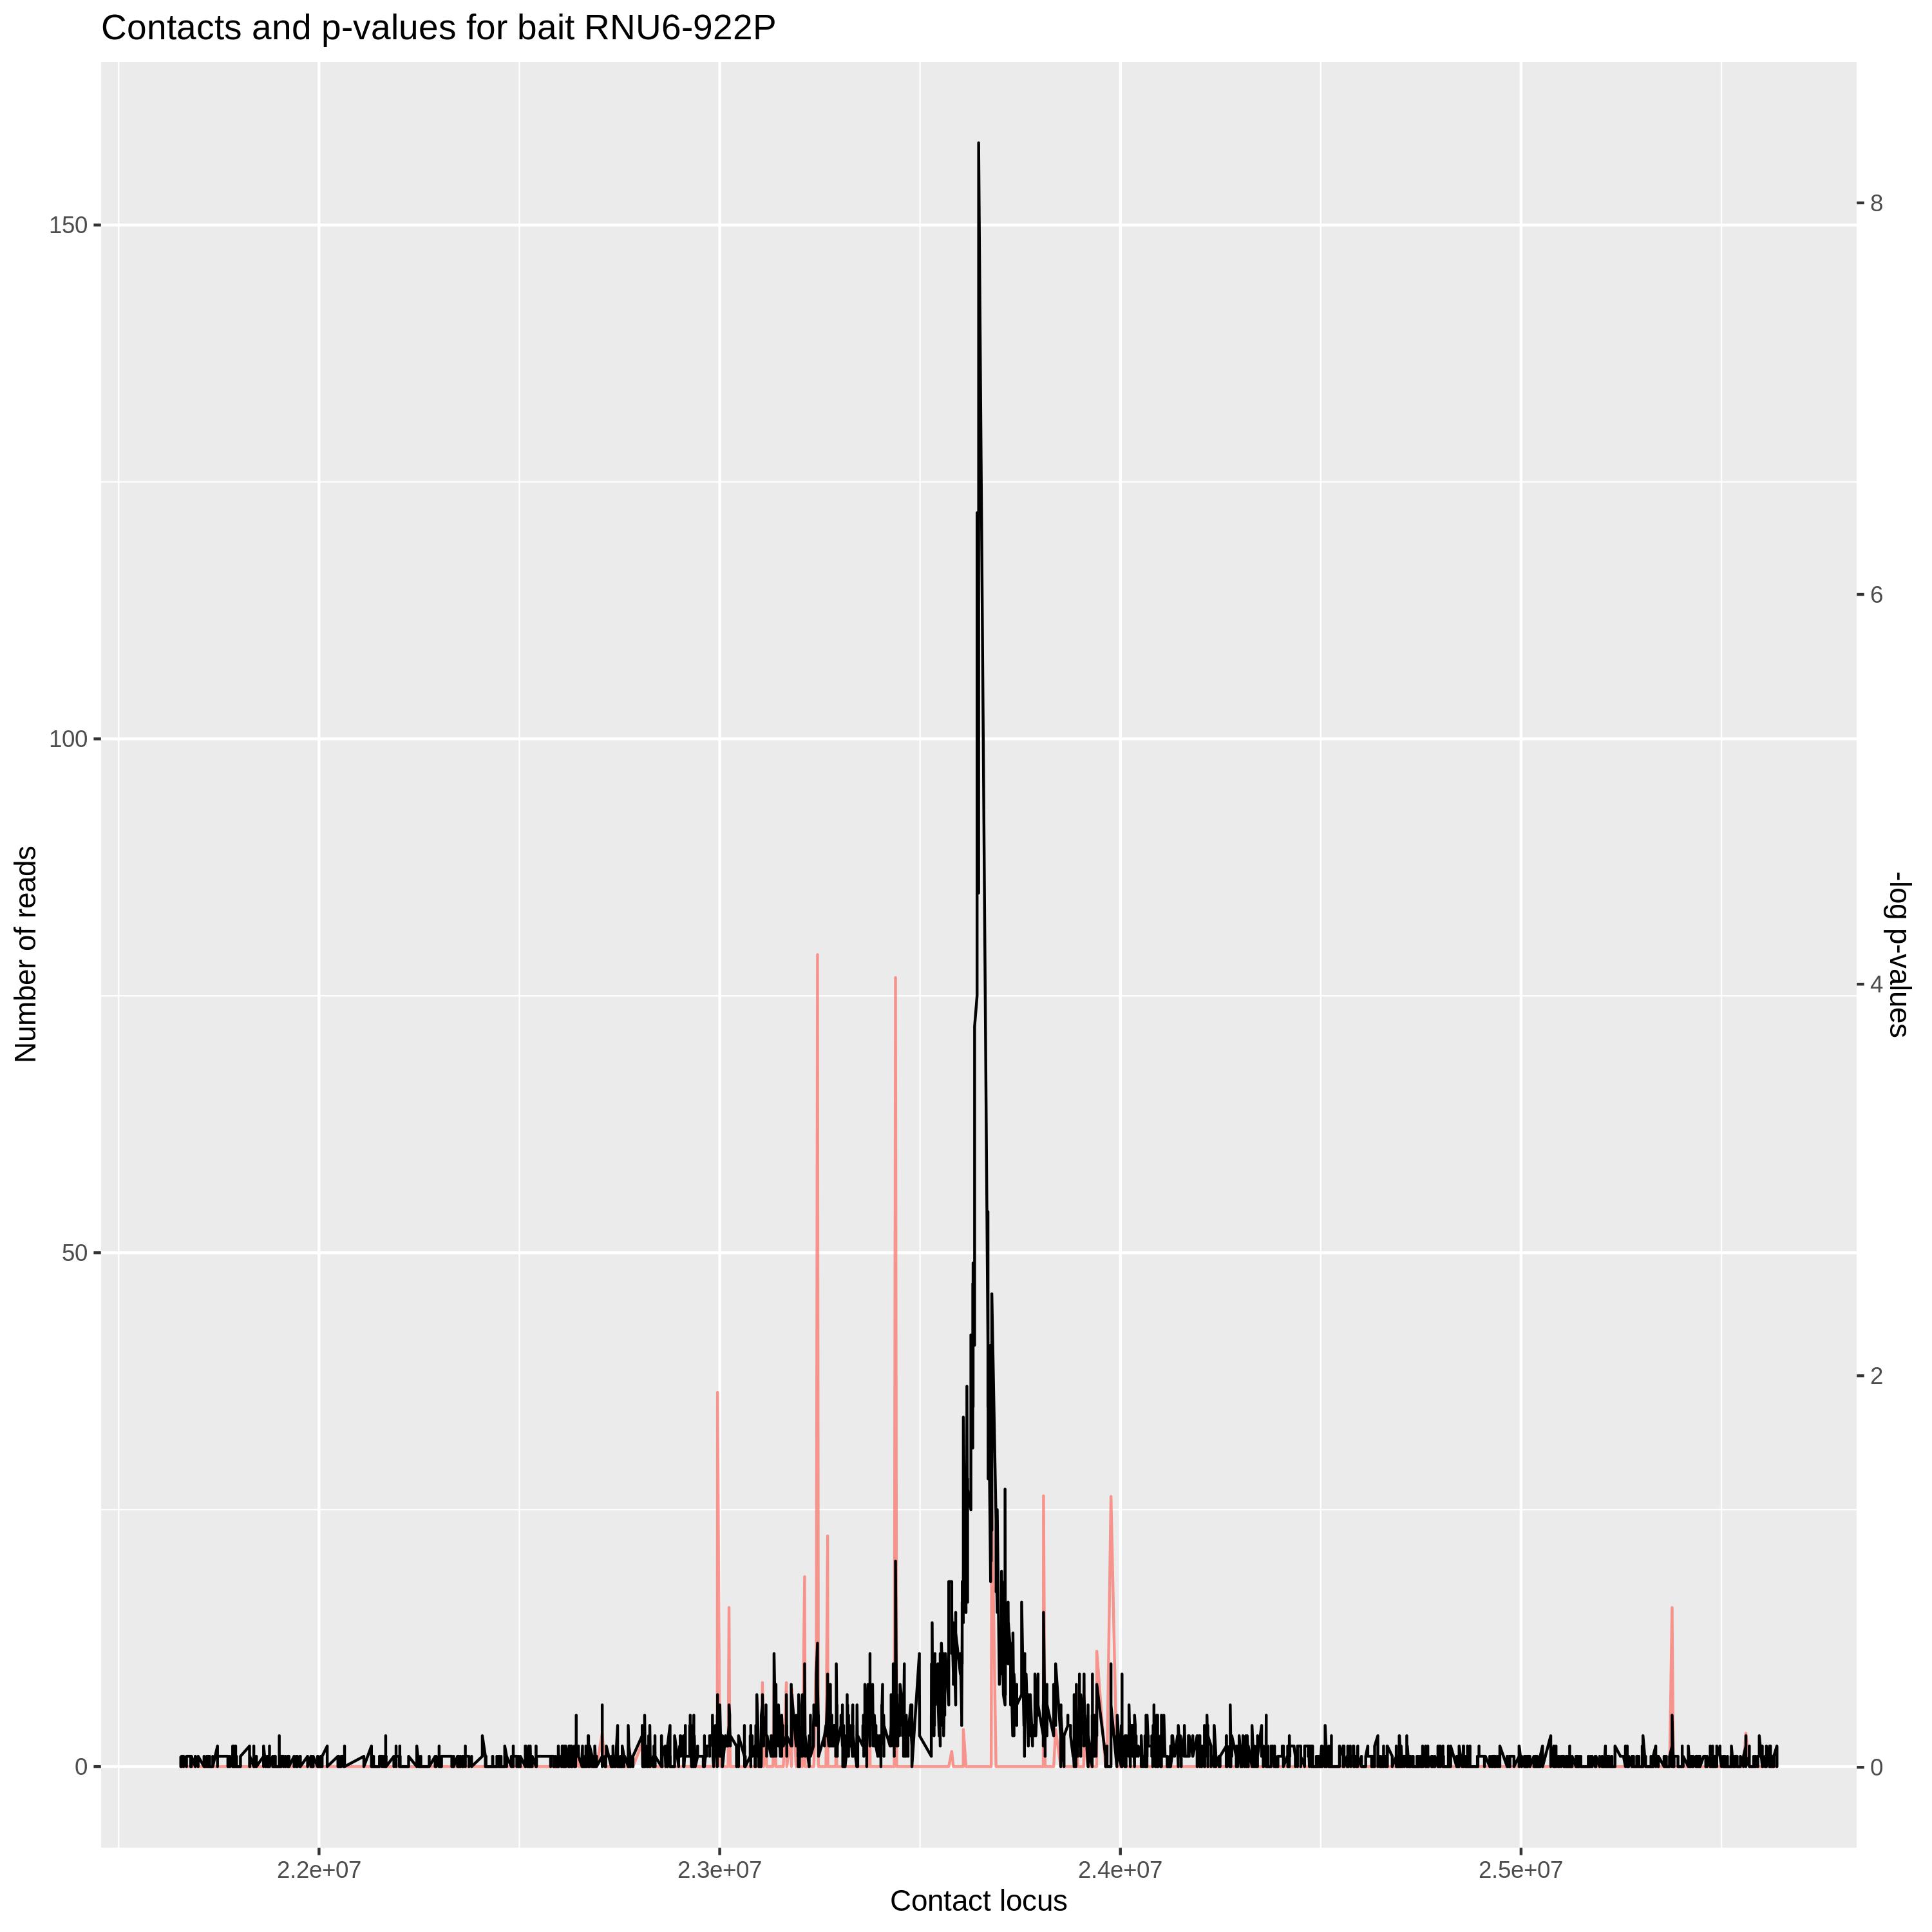 Contacts and p-values for bait RNU6-922P
150
100
50
0
Number of reads
8
6
4
2
0
-log p-values
2.2e+07
2.3e+07
2.4e+07
2.5e+07
Contact locus